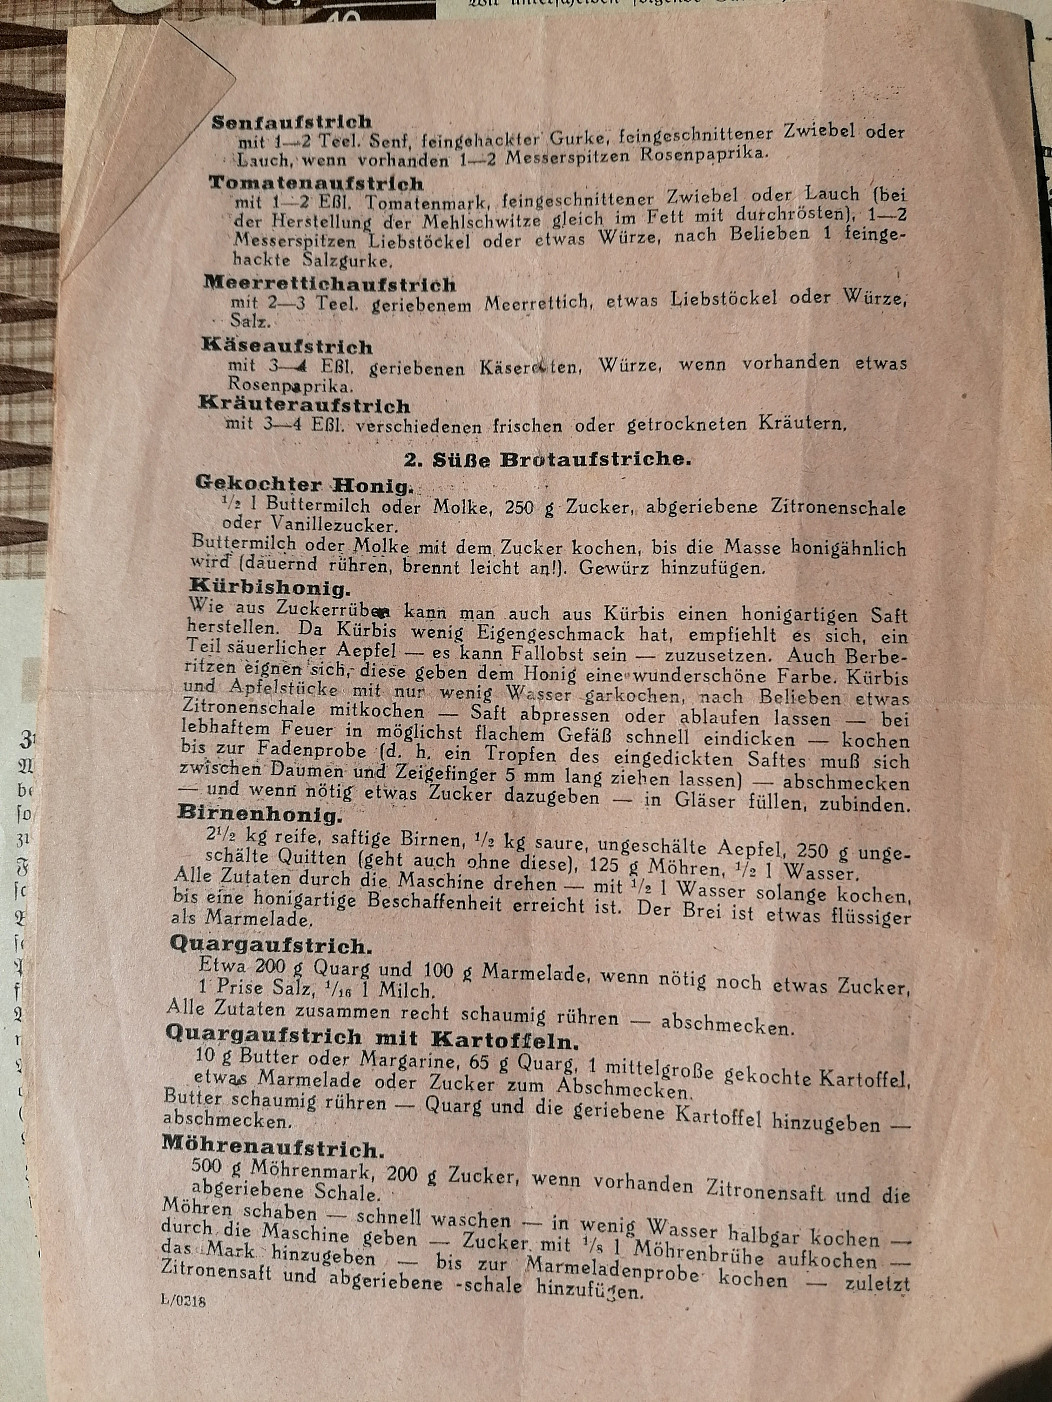 40
Senfaufstrich
mit 1—2 Teel. Senf, feingehackter Gurke, feingeschnittener Zwiebel oder
Lauch, wenn vorhanden 1—2 Messerspitzen Rosenpaprika.
Tomatenaufstrich
mit 1—2 Eßl. Tomatenmark, feingeschnittener Zwiebel oder Lauch (bei
der Herstellung der Mehlschwitze gleich im Fett mit durchrösten), 1—2
Messerspitzen Liebstöckel oder etwas Würze, nach Belieben 1 feinge-
hackte Salzgurke.
Meerrettichaufstrich
mit 2—3 Teel. geriebenem Meerrettich, etwas Liebstöckel oder Würze,
Salz.
Käseaufstrich
mit 3—4 Eßl. geriebenen Käseresten, Würze, wenn vorhanden etwas
Rosenpaprika.
Kräuteraufstrich
mit 3—4 Eßl. verschiedenen frischen oder getrockneten Kräutern.
2. Süße Brotaufstriche.
Gekochter Honig.
1/2 l Buttermilch oder Molke, 250 g Zucker, abgeriebene Zitronenschale
oder Vanillezucker.
Buttermilch oder Molke mit dem Zucker kochen, bis die Masse honigähnlich
wird (dauernd rühren, brennt leicht an!). Gewürz hinzufügen.
Kürbishonig.
Wie aus Zuckerrüben kann man auch aus Kürbis einen honigartigen Saft
herstellen. Da Kürbis wenig Eigengeschmack hat, empfiehlt es sich, ein
Teil säuerlicher Aepfel — es kann Fallobst sein — zuzusetzen. Auch Berbe-
ritzen eignen sich, diese geben dem Honig eine wunderschöne Farbe. Kürbis
und Apfelstücke mit nur wenig Wasser garkochen, nach Belieben etwas
Zitronenschale mitkochen — Saft abpressen oder ablaufen lassen — bei
lebhaftem Feuer in möglichst flachem Gefäß schnell eindicken — kochen
bis zur Fadenprobe (d. h. ein Tropfen des eingedickten Saftes muß sich
zwischen Daumen und Zeigefinger 5 mm lang ziehen lassen) — abschmecken
— und wenn nötig etwas Zucker dazugeben — in Gläser füllen, zubinden.
Birnenhonig.
2 1/2 kg reife, saftige Birnen, 1/2 kg saure, ungeschälte Aepfel, 250 g unge-
schälte Quitten (geht auch ohne diese), 125 g Möhren, 1/2 l Wasser.
Alle Zutaten durch die Maschine drehen — mit 1/2 l Wasser solange kochen,
bis eine honigartige Beschaffenheit erreicht ist. Der Brei ist etwas flüssiger
als Marmelade.
Quargaufstrich.
Etwa 200 g Quarg und 100 g Marmelade, wenn nötig noch etwas Zucker,
1 Prise Salz, 1/16 l Milch.
Alle Zutaten zusammen recht schaumig rühren — abschmecken.
Quargaufstrich mit Kartoffeln.
10 g Butter oder Margarine, 65 g Quarg, 1 mittelgroße gekochte Kartoffel,
etwas Marmelade oder Zucker zum Abschmecken.
Butter schaumig rühren — Quarg und die geriebene Kartoffel hinzugeben —
abschmecken.
Möhrenaufstrich.
500 g Möhrenmark, 200 g Zucker, wenn vorhanden Zitronensaft und die
abgeriebene Schale.
Möhren schaben — schnell waschen — in wenig Wasser halbgar kochen —
durch die Maschine geben — Zucker mit 1/8 l Möhrenbrühe aufkochen —
das Mark hinzugeben — bis zur Marmeladenprobe kochen — zuletzt
Zitronensaft und abgeriebene -schale hinzufügen.
L/0218